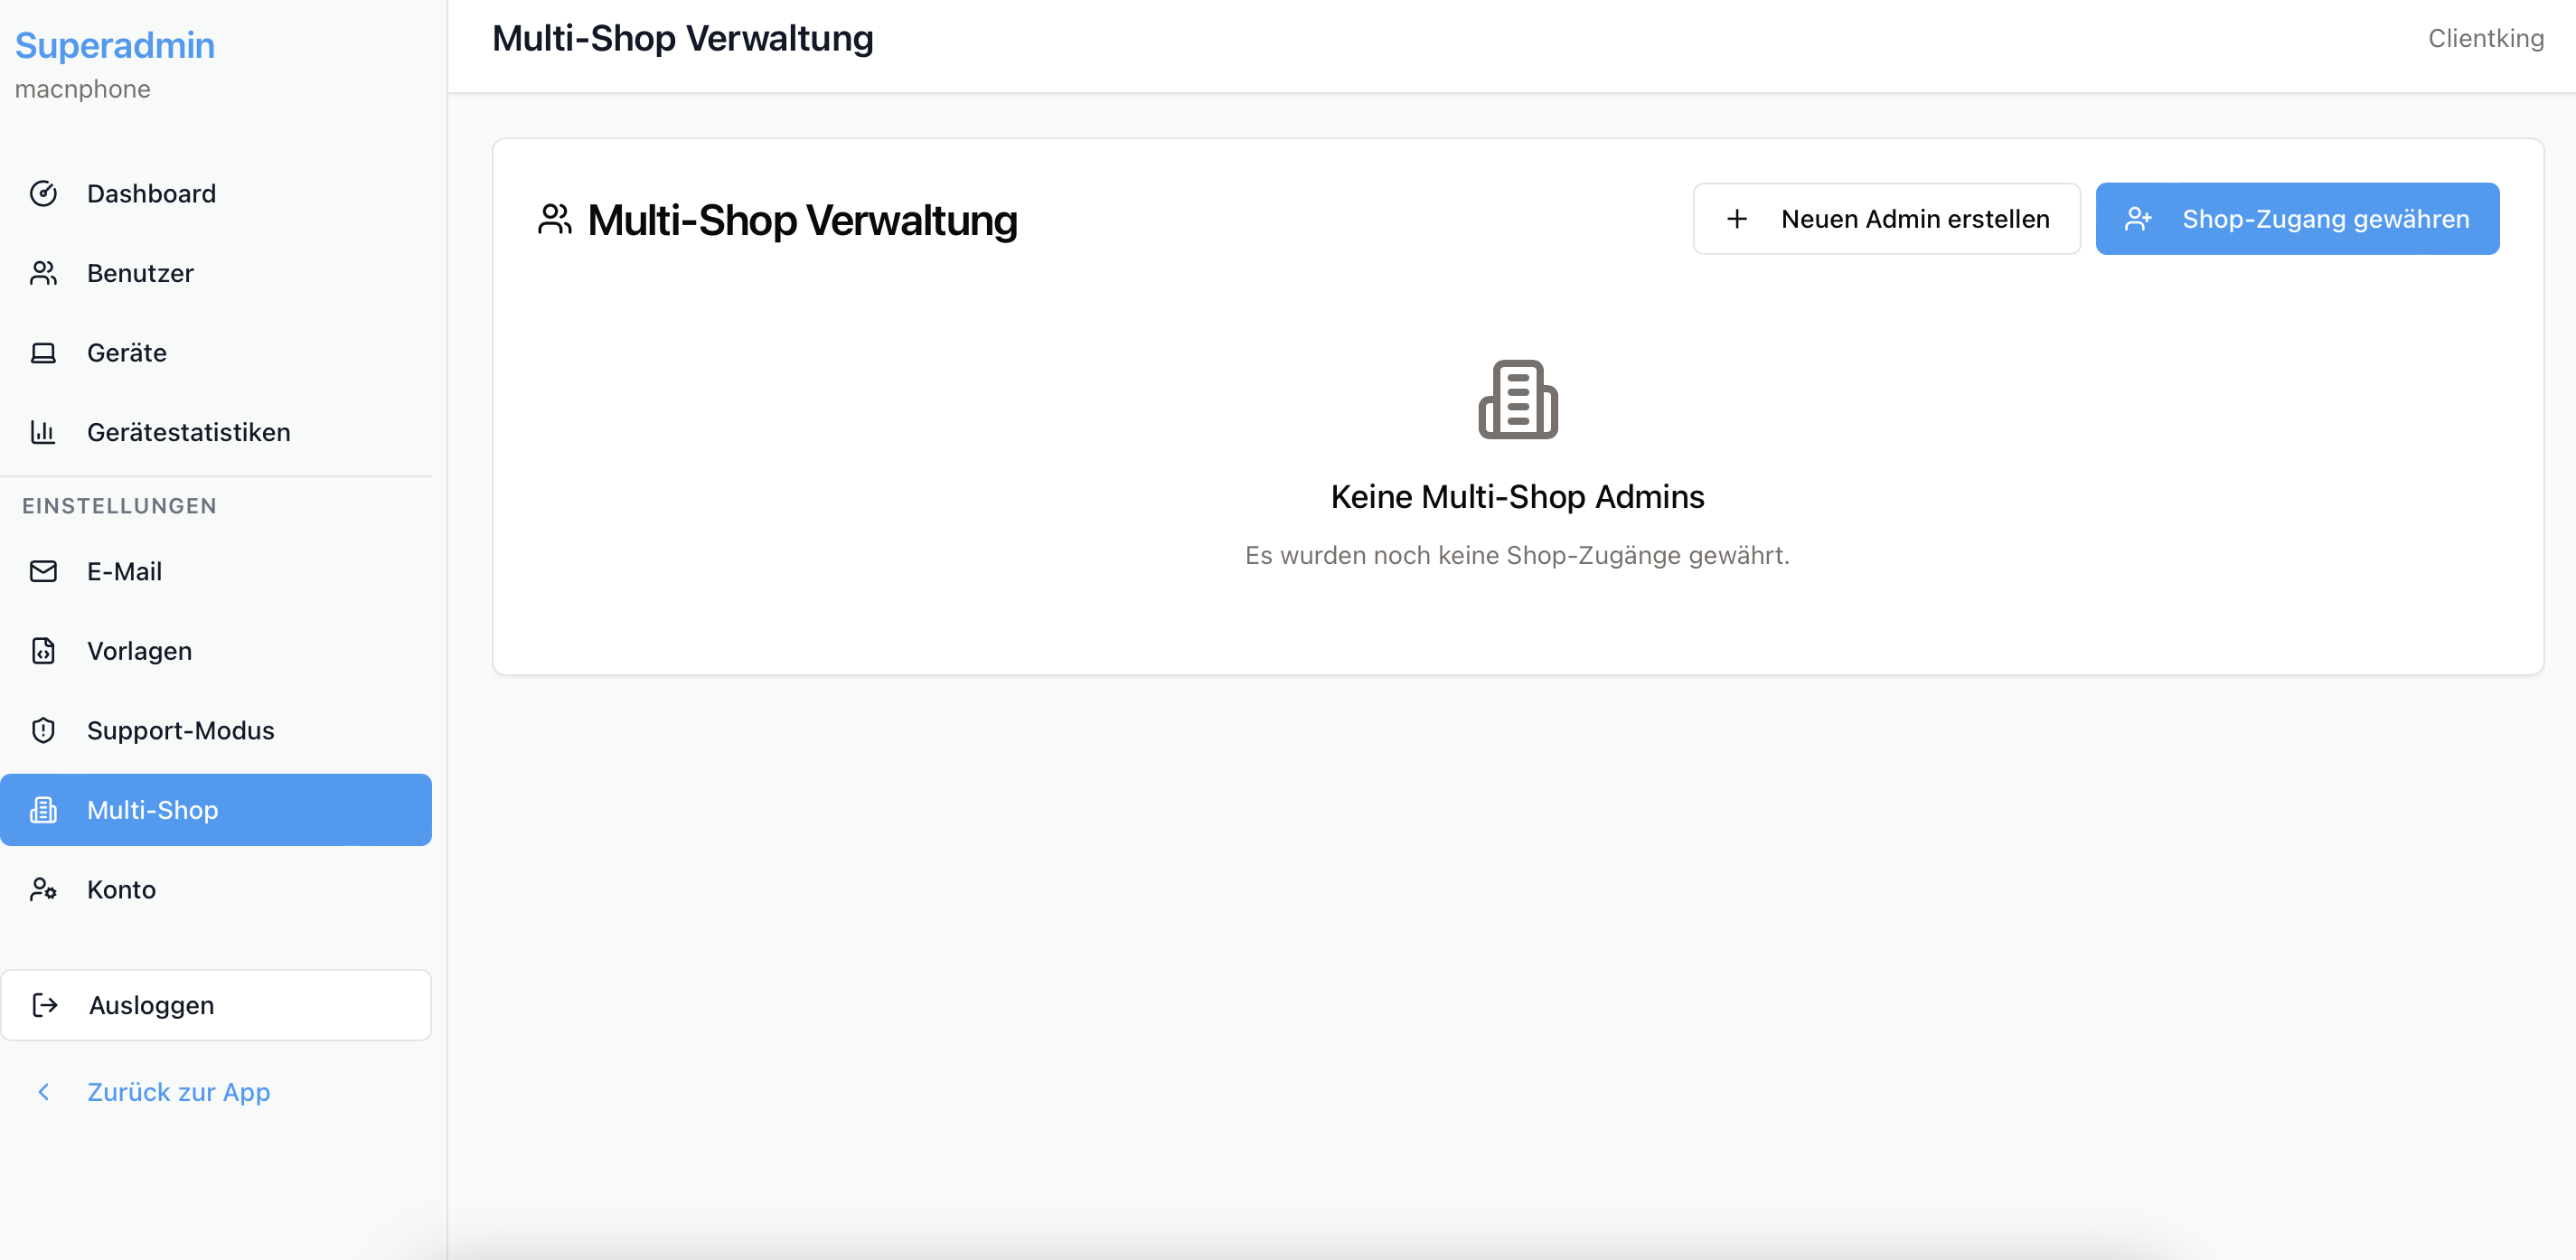 Superadmin
macnphone
Dashboard
Benutzer
Geräte
Gerätestatistiken
EINSTELLUNGEN
E-Mail
Vorlagen
Support-Modus
Multi-Shop
Konto
Ausloggen
Zurück zur App
Multi-Shop Verwaltung
Clientking
Multi-Shop Verwaltung
Neuen Admin erstellen
Shop-Zugang gewähren
Keine Multi-Shop Admins
Es wurden noch keine Shop-Zugänge gewährt.